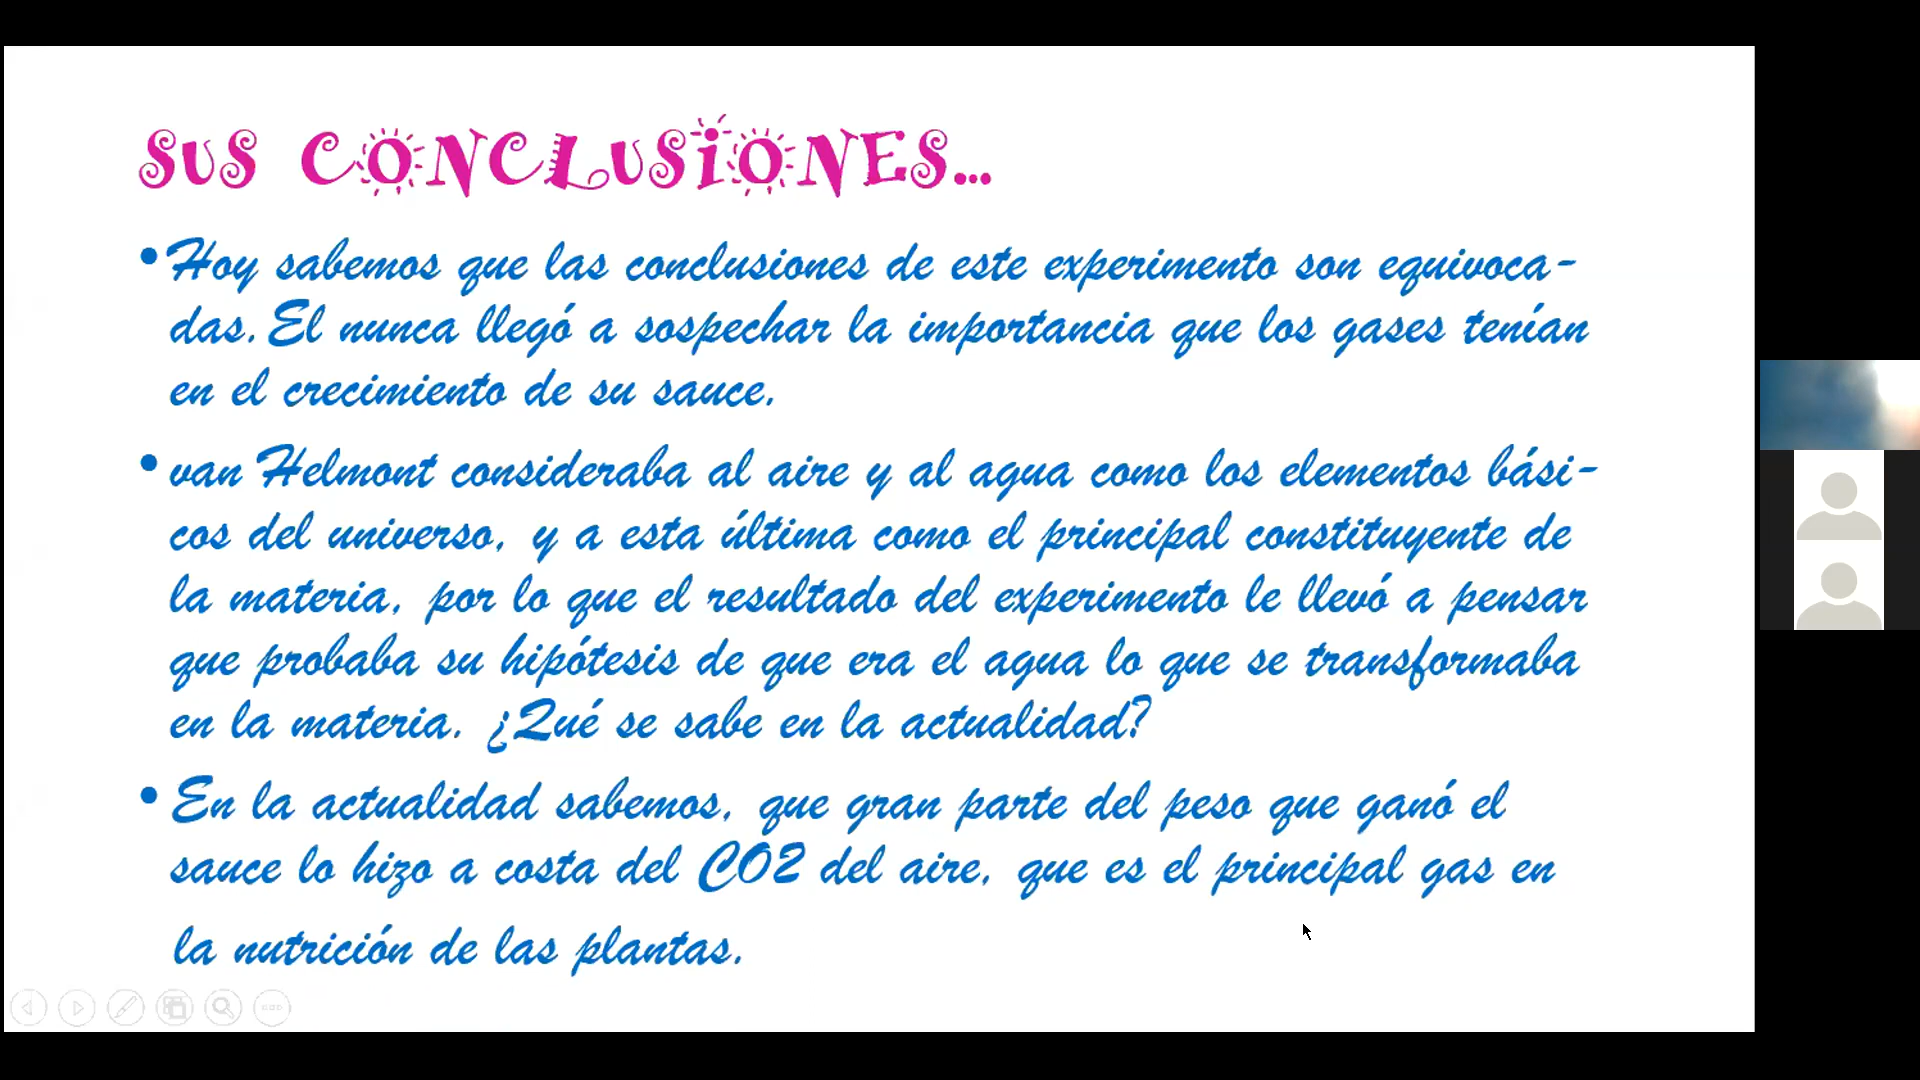 SUS CONCLUSIONES...
• Hoy sabemos que las conclusiones de este experimento son equivoca-
das. El nunca llegó a sospechar la importancia que los gases tenían
en el crecimiento de su sauce.
• van Helmont consideraba al aire y al agua como los elementos bási-
cos del universo, y a esta última como el principal constituyente de
la materia, por lo que el resultado del experimento le llevó a pensar
que probaba su hipótesis de que era el agua lo que se transformaba
en la materia. ¿Qué se sabe en la actualidad?
• En la actualidad sabemos, que gran parte del peso que ganó el
sauce lo hizo a costa del CO2 del aire, que es el principal gas en
la nutrición de las plantas.